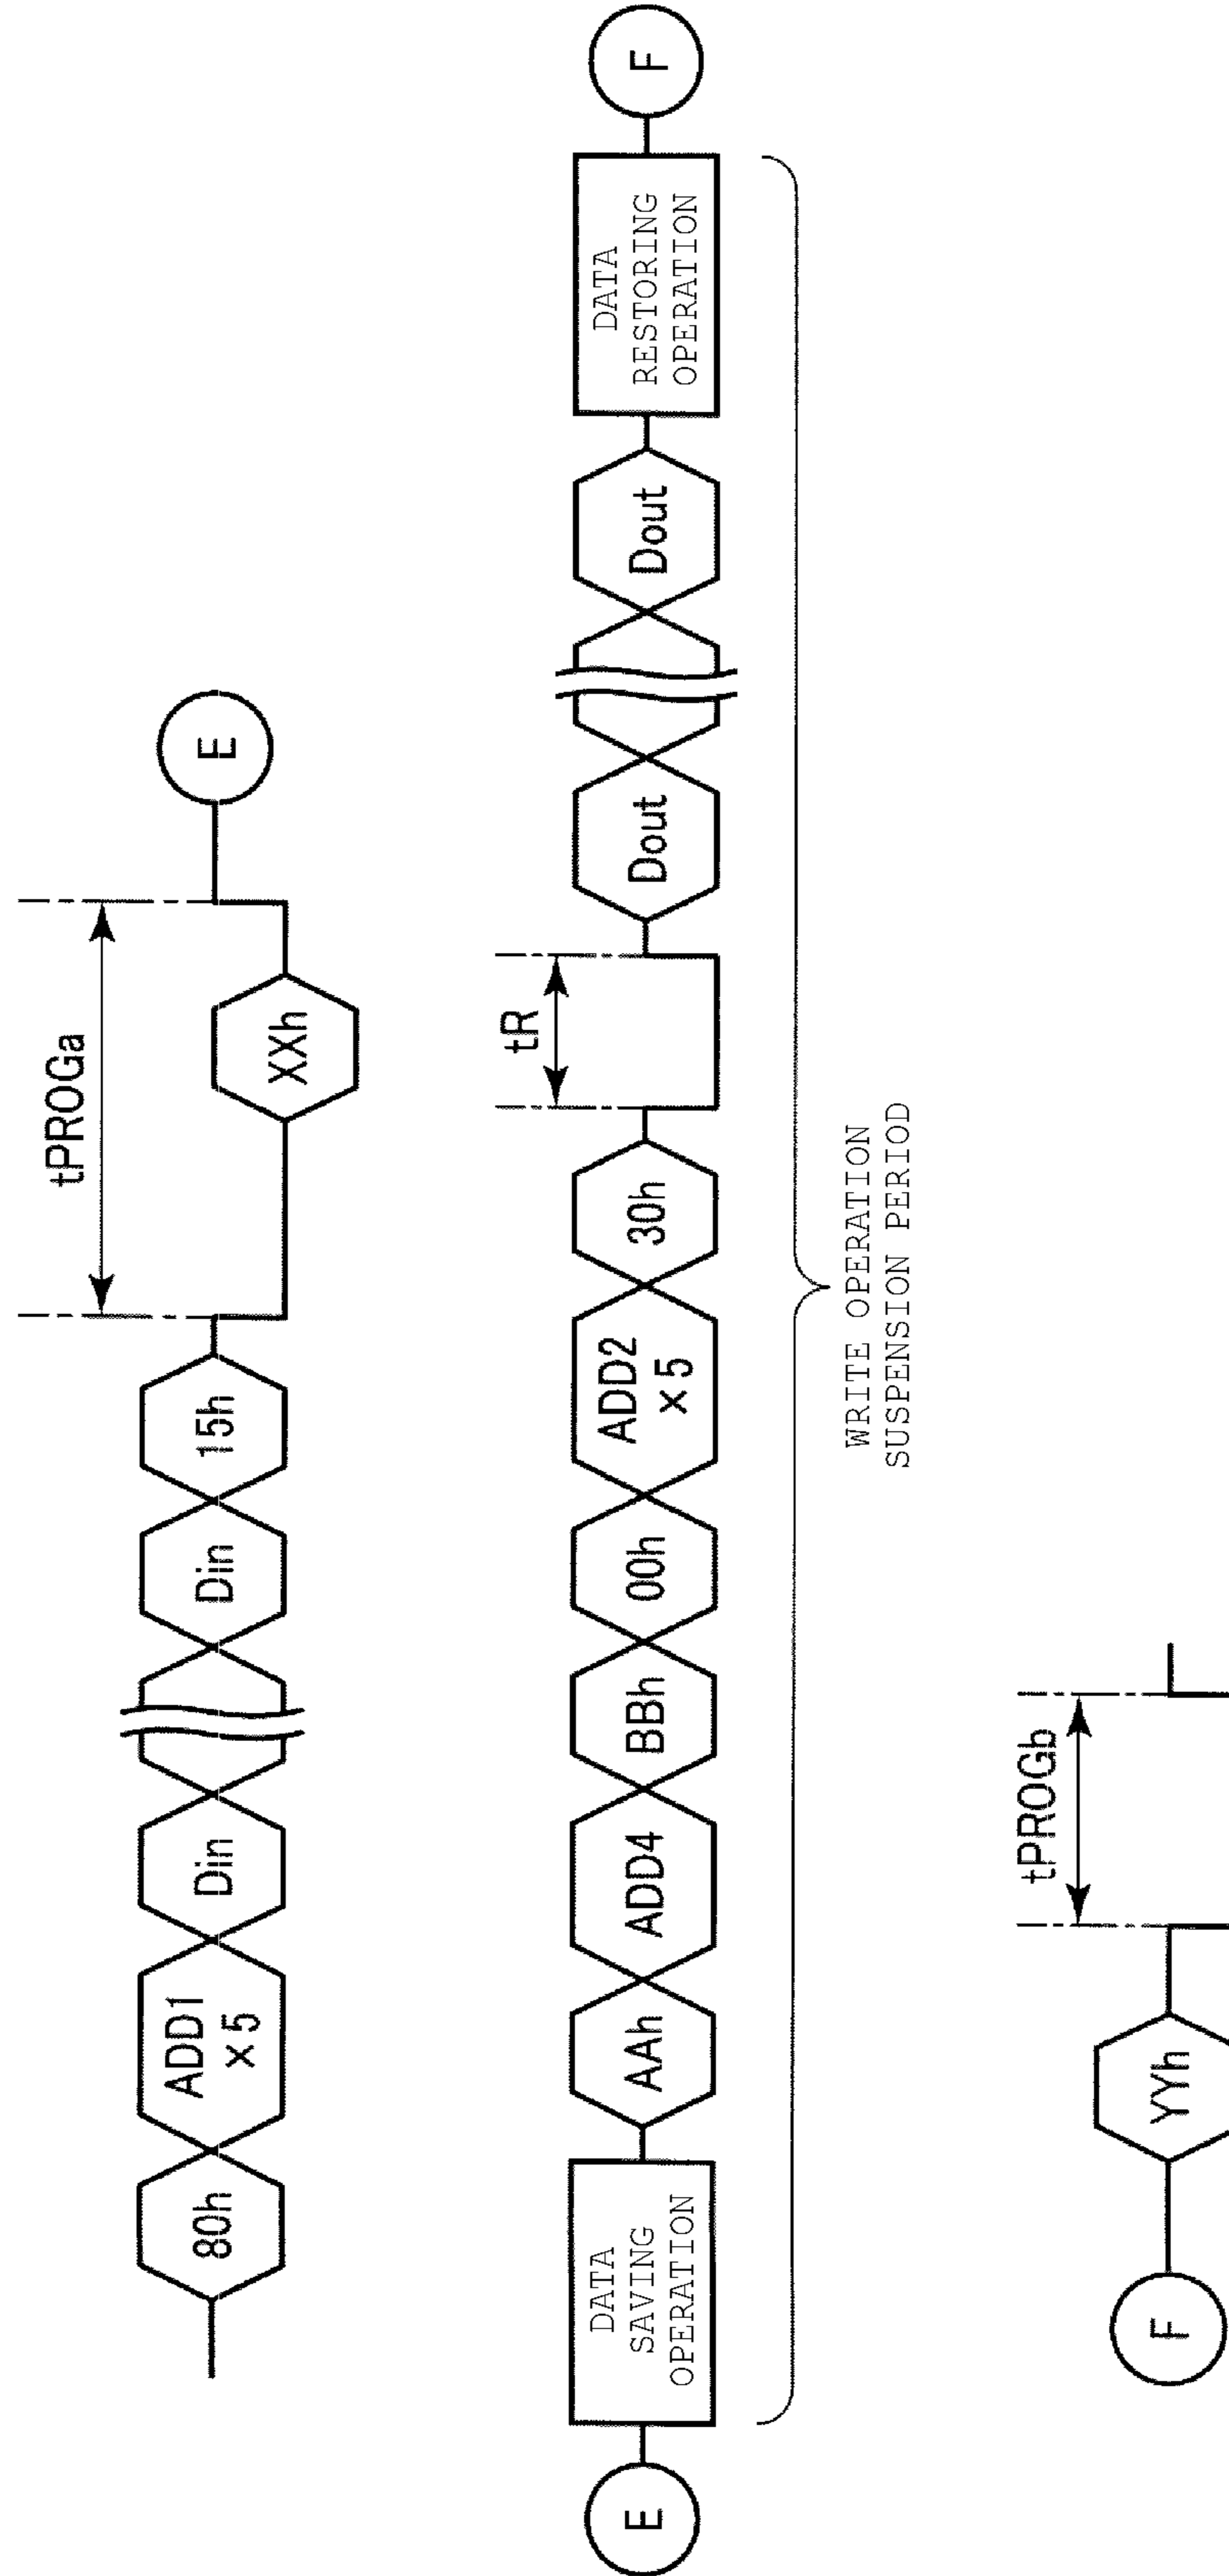 tPROGa
80h
ADD1
×5
Din
Din
15h
XXh
E
tR
E
DATA
SAVING
OPERATION
AAh
ADD4
BBh
00h
ADD2
×5
30h
Dout
Dout
DATA
RESTORING
OPERATION
F
WRITE OPERATION
SUSPENSION PERIOD
tPROGb
F
YYh